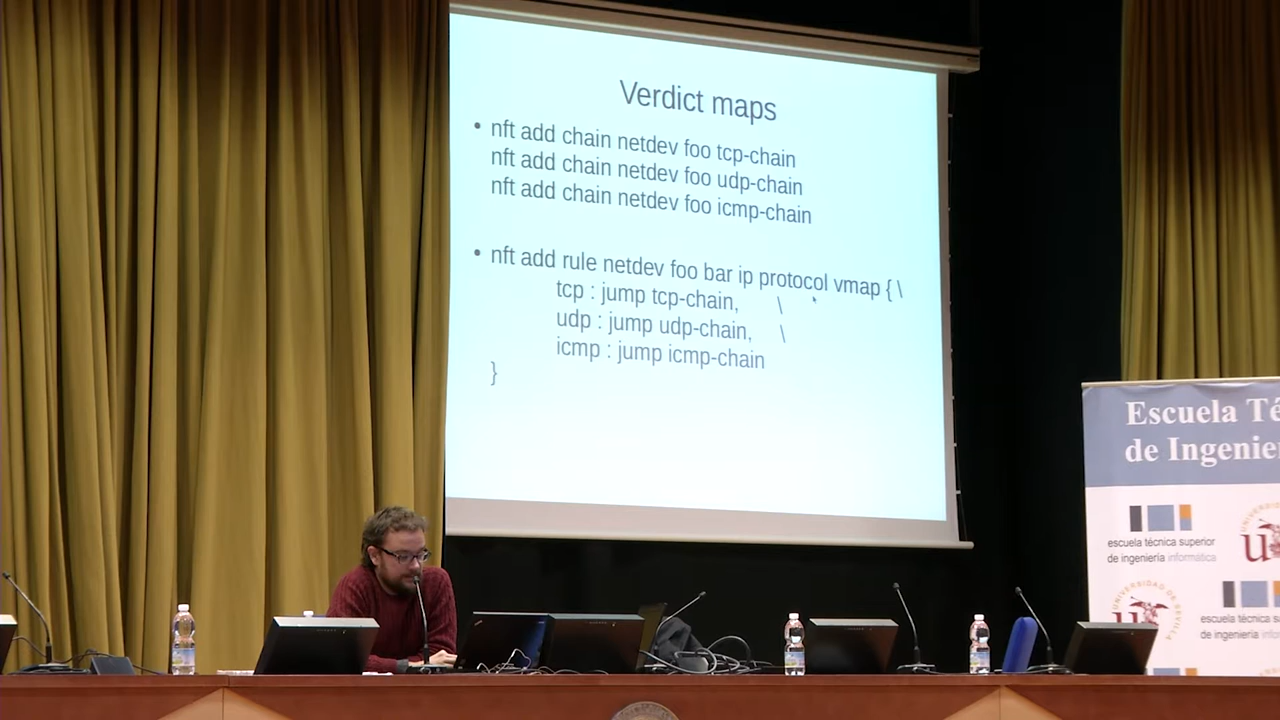 Verdict maps
• nft add chain netdev foo tcp-chain
nft add chain netdev foo udp-chain
nft add chain netdev foo icmp-chain
• nft add rule netdev foo bar ip protocol vmap { \
tcp : jump tcp-chain, \
udp : jump udp-chain, \
icmp : jump icmp-chain
}
Escuela Té
de Ingenie
escuela técnica superior
de ingeniería informática
escuela técnica s
de ingeniería info